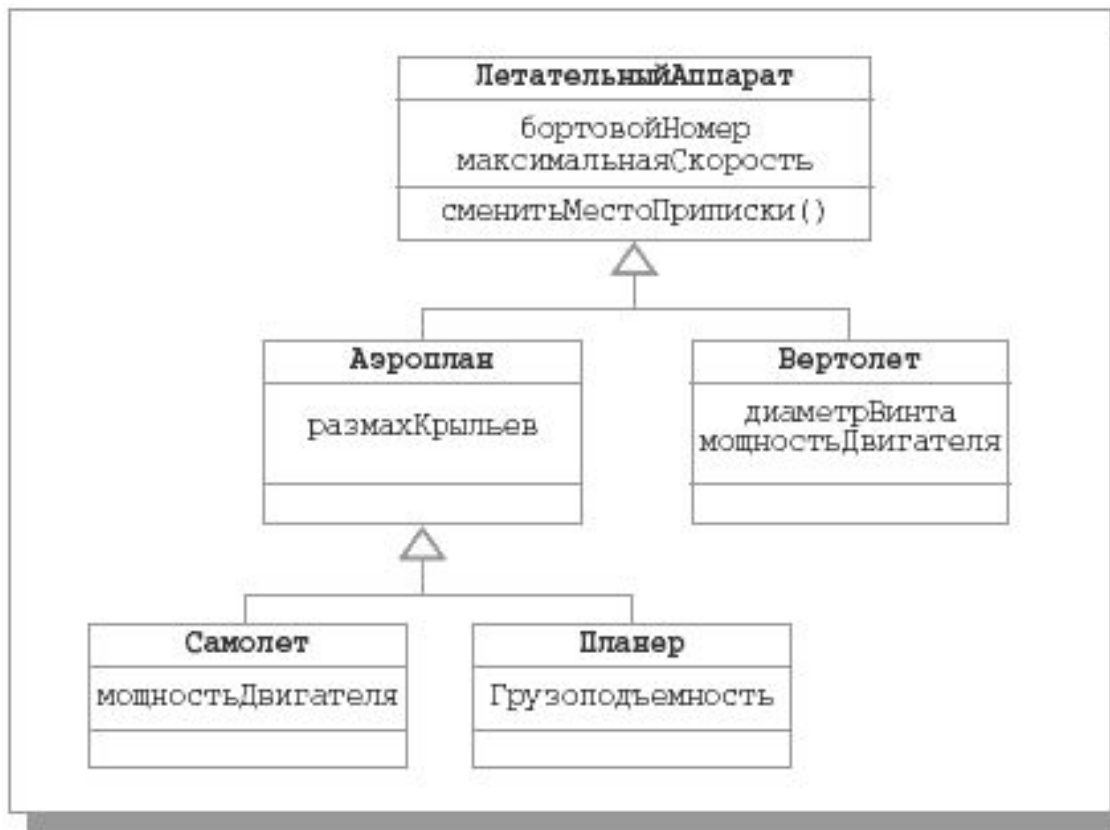 ЛетательныйАппарат
бортовойНомер
максимальнаяСкорость
сменитьМестоПриписки()
Аэроплан
размахКрыльев
Вертолет
диаметрВинта
мощностьДвигателя
Самолет
мощностьДвигателя
Планер
Грузоподъемность